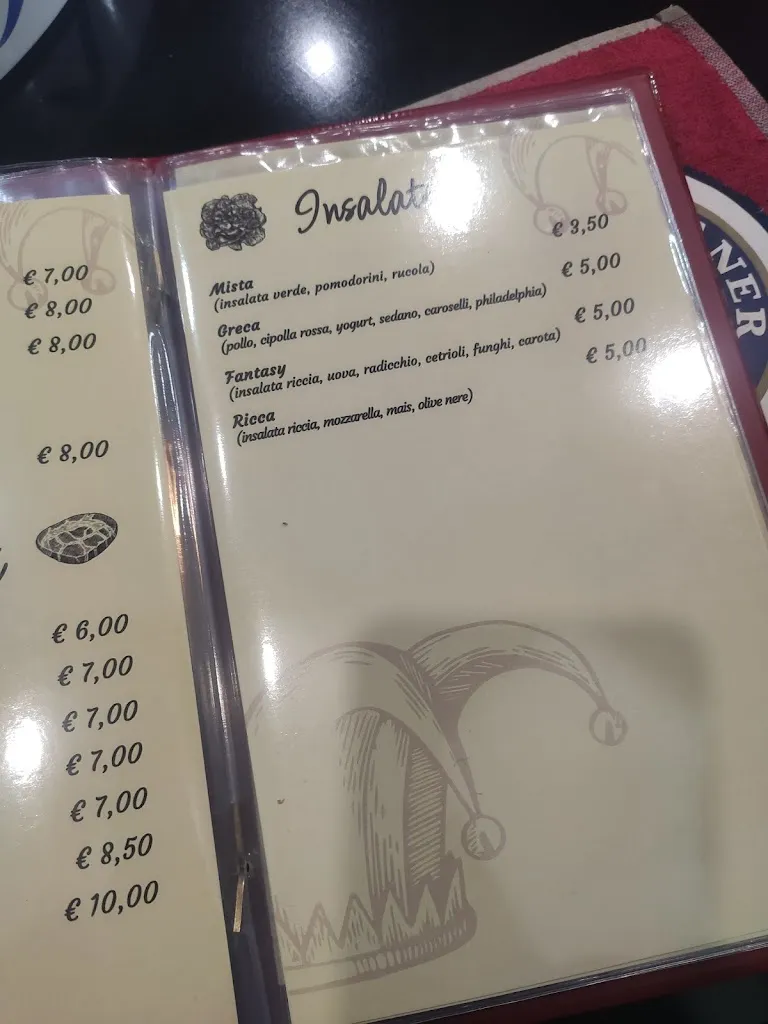 € 7,00
€ 8,00
€ 8,00
€ 8,00
€ 6,00
€ 7,00
€ 7,00
€ 7,00
€ 7,00
€ 8,50
€ 10,00
Insalat
Mista € 3,50
(insalata verde, pomodorini, rucola)
Greca € 5,00
(pollo, cipolla rossa, yogurt, sedano, caroselli, philadelphia)
Fantasy € 5,00
(insalata riccia, uova, radicchio, cetrioli, funghi, carota)
Ricca € 5,00
(insalata riccia, mozzarella, mais, olive nere)
NER